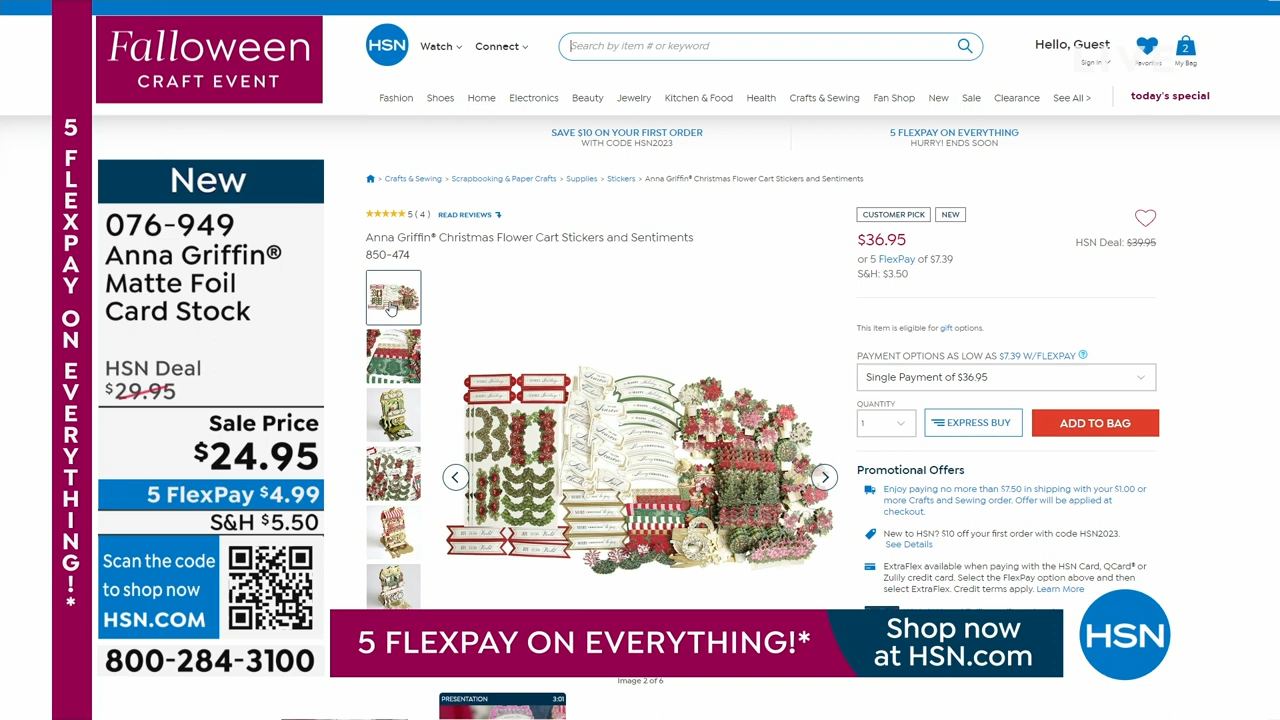 5 FLEXPAY ON EVERYTHING!*
Falloween
CRAFT EVENT
HSN
Watch
Connect
Search by item # or keyword
Hello, Guest
Sign In
Favorites
2
My Bag
Fashion
Shoes
Home
Electronics
Beauty
Jewelry
Kitchen & Food
Health
Crafts & Sewing
Fan Shop
New
Sale
Clearance
See All >
today's special
SAVE $10 ON YOUR FIRST ORDER
WITH CODE HSN2023
5 FLEXPAY ON EVERYTHING
HURRY! ENDS SOON
New
076-949
Anna Griffin®
Matte Foil
Card Stock
HSN Deal
$29.95
Sale Price
$24.95
5 FlexPay $4.99
S&H $5.50
Scan the code
to shop now
HSN.COM
800-284-3100
> Crafts & Sewing > Scrapbooking & Paper Crafts > Supplies > Stickers > Anna Griffin® Christmas Flower Cart Stickers and Sentiments
5 ( 4 ) READ REVIEWS
Anna Griffin® Christmas Flower Cart Stickers and Sentiments
850-474
CUSTOMER PICK
NEW
$36.95
HSN Deal: $39.95
or 5 FlexPay of $7.39
S&H: $3.50
This item is eligible for gift options.
PAYMENT OPTIONS AS LOW AS $7.39 W/FLEXPAY ?
Single Payment of $36.95
QUANTITY
1
EXPRESS BUY
ADD TO BAG
Promotional Offers
Enjoy paying no more than $7.50 in shipping with your $1.00 or
more Crafts and Sewing order. Offer will be applied at
checkout.
New to HSN? $10 off your first order with code HSN2023.
See Details
ExtraFlex available when paying with the HSN Card, QCard® or
Zulily credit card. Select the FlexPay option above and then
select ExtraFlex. Credit terms apply. Learn More
5 FLEXPAY ON EVERYTHING!*
Shop now
at HSN.com
HSN
Image 2 of 6
PRESENTATION
3:01